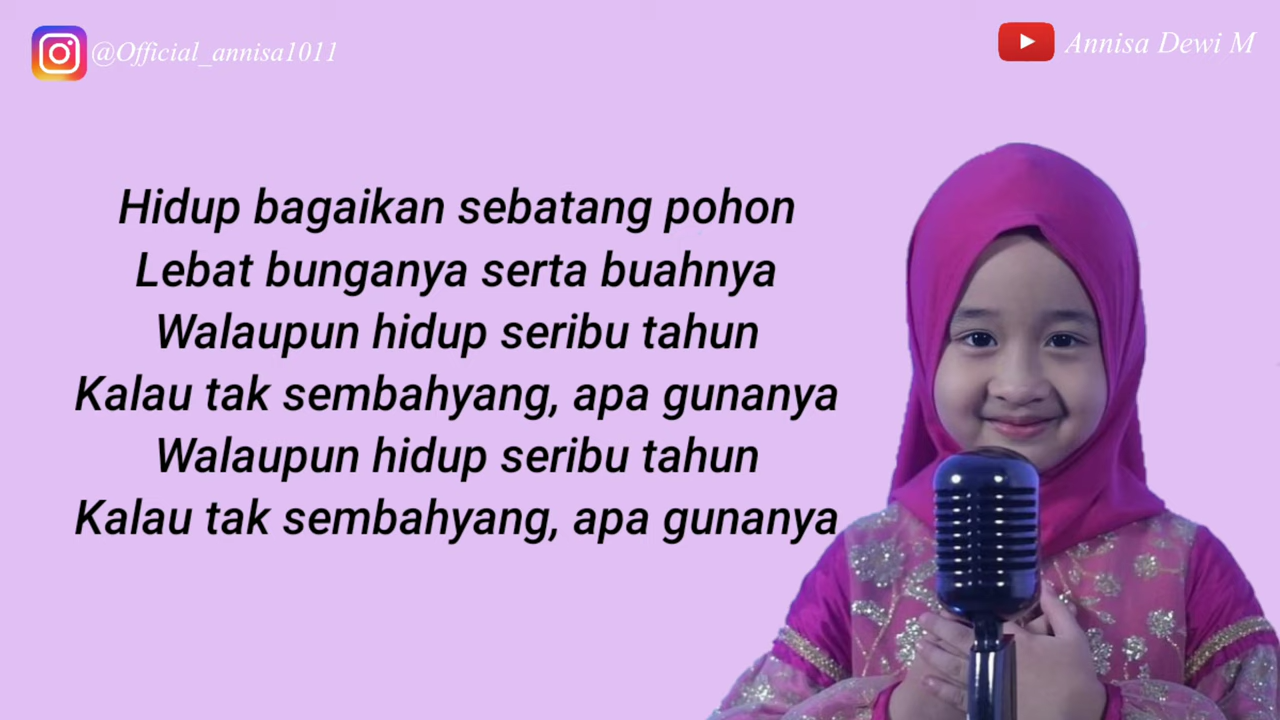 @Official_annisa1011
Annisa Dewi M
Hidup bagaikan sebatang pohon
Lebat bunganya serta buahnya
Walaupun hidup seribu tahun
Kalau tak sembahyang, apa gunanya
Walaupun hidup seribu tahun
Kalau tak sembahyang, apa gunanya